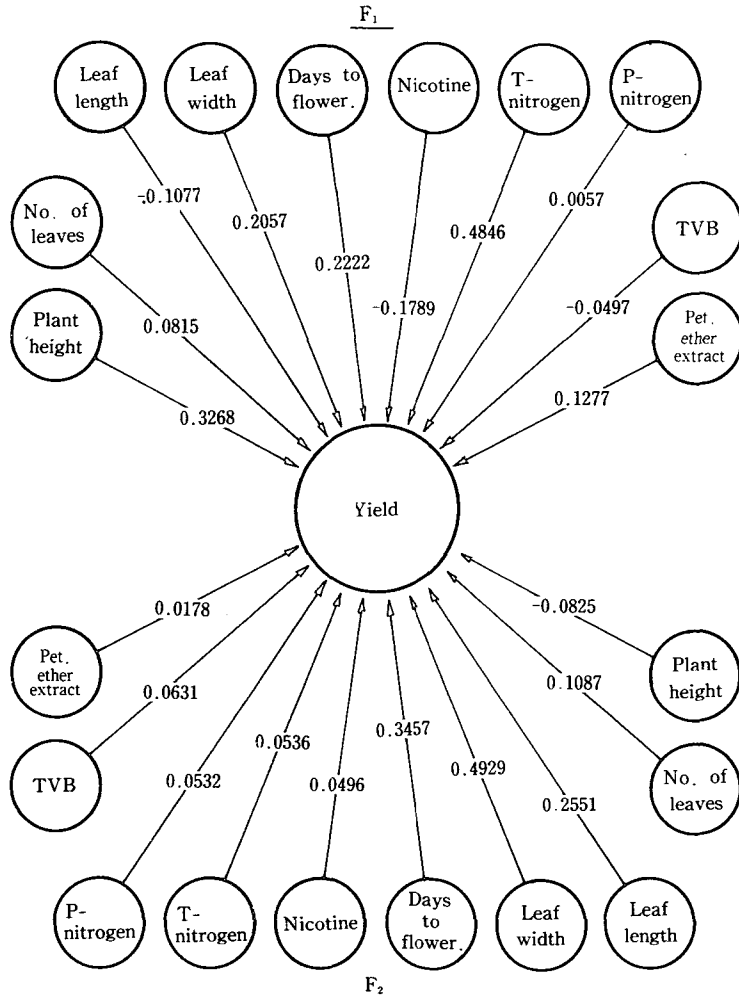 F₁
Leaf
length
Leaf
width
Days to
flower.
Nicotine
T-
nitrogen
P-
nitrogen
No. of
leaves
Plant
height
TVB
Pet.
ether
extract
-0.1077
0.2057
0.2222
-0.1789
0.4846
0.0057
0.0815
0.3268
-0.0497
0.1277
Yield
0.0178
0.0631
0.0532
0.0536
0.0496
0.3457
0.4929
0.2551
0.1087
-0.0825
Pet.
ether
extract
TVB
P-
nitrogen
T-
nitrogen
Nicotine
Days
to
flower.
Leaf
width
Leaf
length
No. of
leaves
Plant
height
F₂